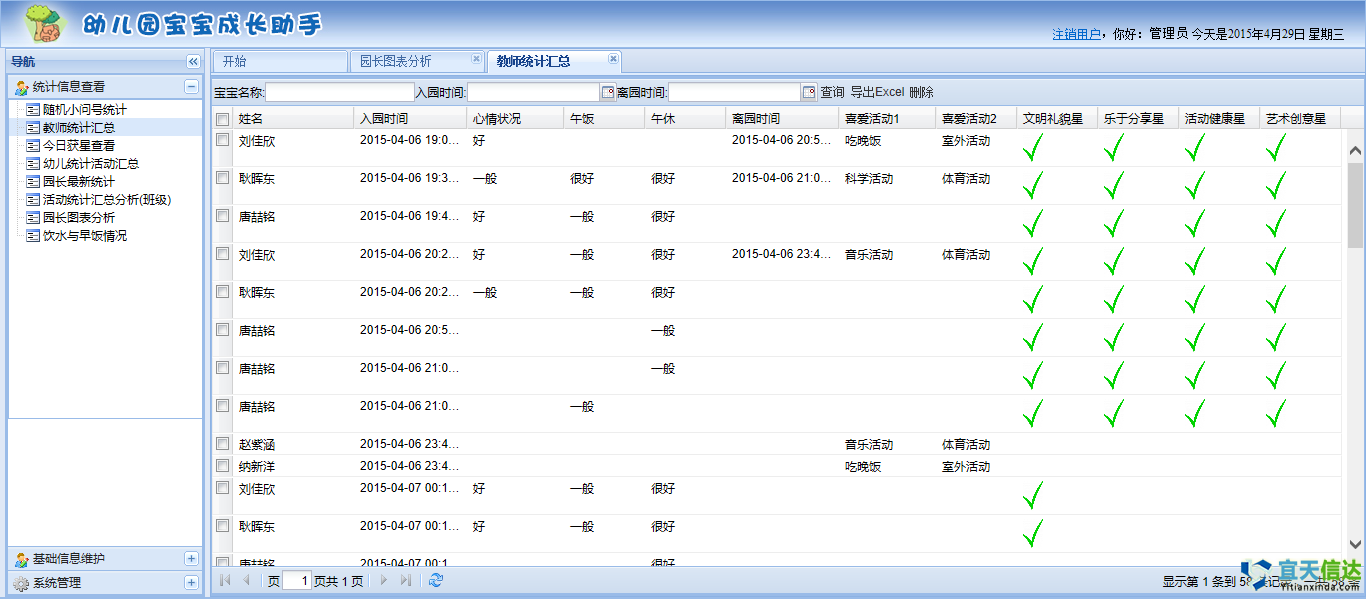 幼儿园宝宝成长助手
注销用户，你好：管理员 今天是2015年4月29日 星期三
导航
统计信息查看
随机小问号统计
教师统计汇总
今日获星查看
幼儿统计活动汇总
园长最新统计
活动统计汇总分析(班级)
园长图表分析
饮水与早饭情况
基础信息维护
系统管理
开始 园长图表分析 教师统计汇总
宝宝名称: 入园时间: 离园时间: 查询 导出Excel 删除
姓名 入园时间 心情状况 午饭 午休 离园时间 喜爱活动1 喜爱活动2 文明礼貌星 乐于分享星 活动健康星 艺术创意星
刘佳欣 2015-04-06 19:0... 好 2015-04-06 20:5... 吃晚饭 室外活动
耿晖东 2015-04-06 19:3... 一般 很好 很好 2015-04-06 21:0... 科学活动 体育活动
唐喆铭 2015-04-06 19:4... 好 一般 很好
刘佳欣 2015-04-06 20:2... 好 一般 很好 2015-04-06 23:4... 音乐活动 体育活动
耿晖东 2015-04-06 20:2... 一般 一般 很好
唐喆铭 2015-04-06 20:5... 一般
唐喆铭 2015-04-06 21:0... 一般
唐喆铭 2015-04-06 21:0... 一般
赵紫涵 2015-04-06 23:4... 音乐活动 体育活动
纳新洋 2015-04-06 23:4... 吃晚饭 室外活动
刘佳欣 2015-04-07 00:1... 好 一般 很好
耿晖东 2015-04-07 00:1... 好 一般 很好
唐喆铭 2015-04-07 00:1 很好
页 1 页共 1 页
显示第 1 条到 58 条记录，一共 58 条
宜天信达
Yitianxinda.com